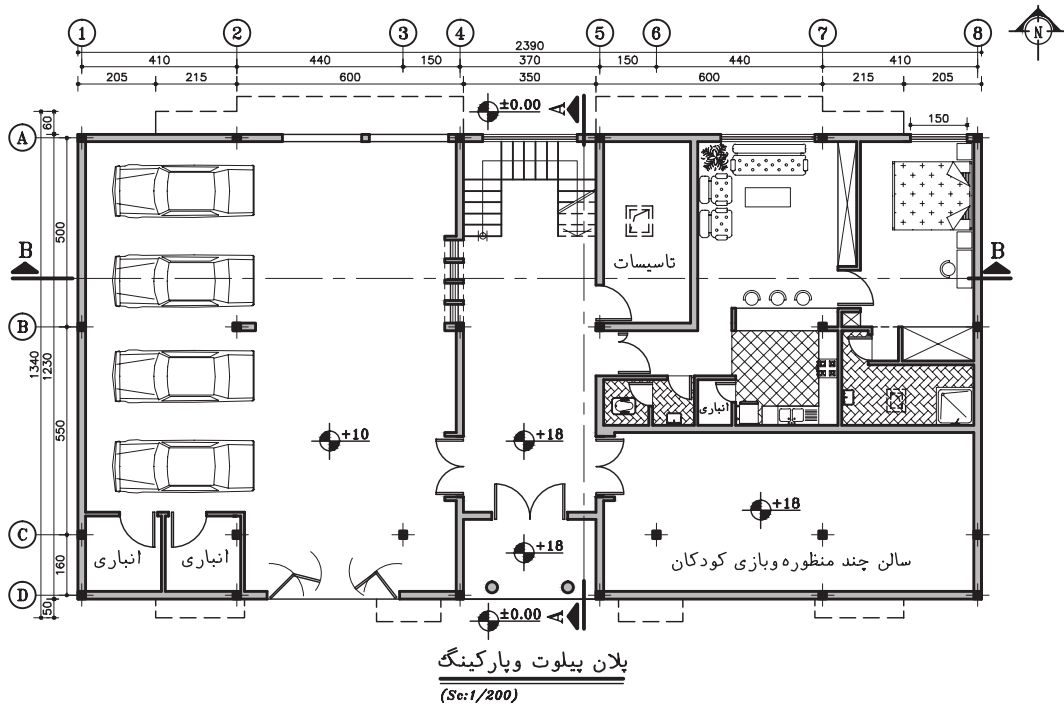 1 2 3 4 5 6 7 8
N
2390
410 440 150 370 150 440 410
205 215 600 350 600 215 205
60
±0.00 A
150
A
500
تاسیسات
B B
B
1340
1230
انباری
550
+10
+18
+18
C
+18
انباری
انباری
سالن چند منظوره وبازی کودکان
160
D
50
±0.00 A
پلان پیلوت وپارکینگ
(Sc:1/200)